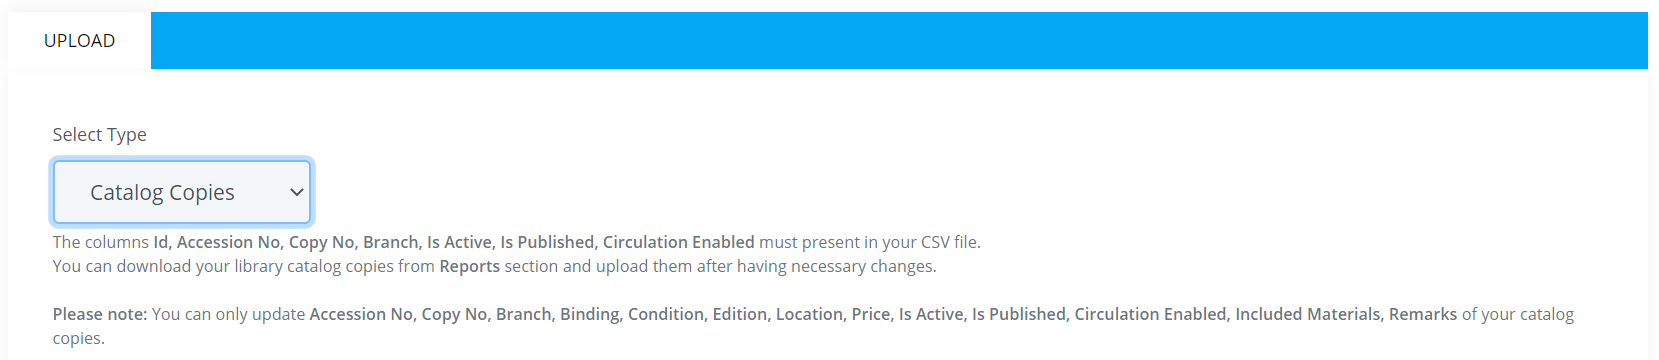 UPLOAD
Select Type
Catalog Copies
The columns Id, Accession No, Copy No, Branch, Is Active, Is Published, Circulation Enabled must present in your CSV file.
You can download your library catalog copies from Reports section and upload them after having necessary changes.
Please note: You can only update Accession No, Copy No, Branch, Binding, Condition, Edition, Location, Price, Is Active, Is Published, Circulation Enabled, Included Materials, Remarks of your catalog
copies.